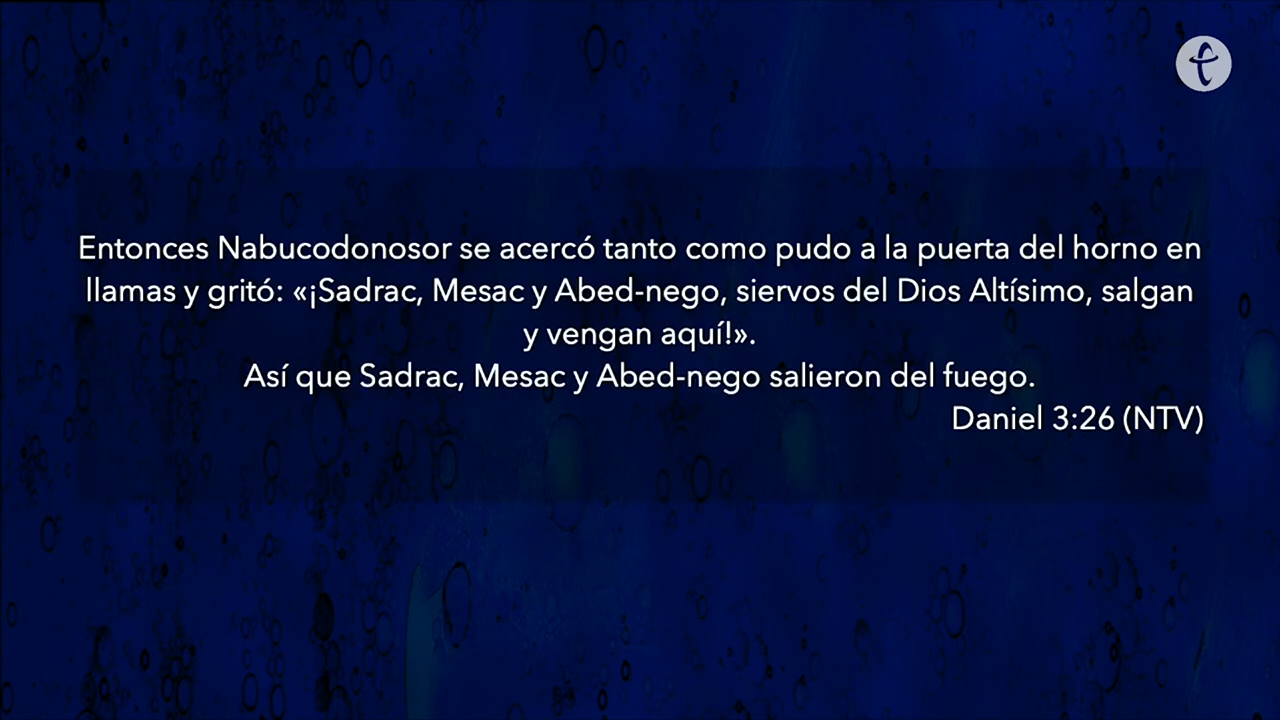 Entonces Nabucodonosor se acercó tanto como pudo a la puerta del horno en
llamas y gritó: «¡Sadrac, Mesac y Abed-nego, siervos del Dios Altísimo, salgan
y vengan aquí!».
Así que Sadrac, Mesac y Abed-nego salieron del fuego.
Daniel 3:26 (NTV)